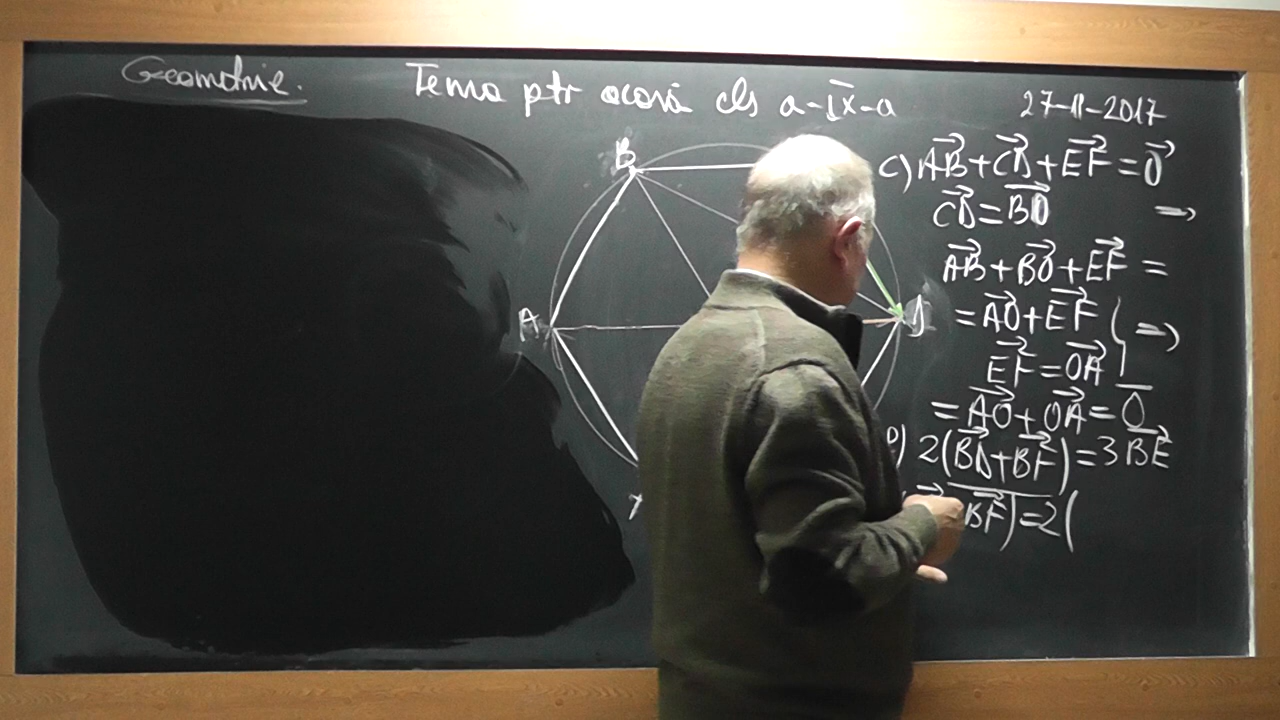 Geometrie.
Tema ptr acasă cls a-IX-a
27-11-2017
B
A
D
c) AB⃗+CD⃗+EF⃗=0⃗
CD⃗=BO⃗ ⇒
AB⃗+BO⃗+EF⃗=
=AO⃗+EF⃗
EF⃗=OA⃗ } ⇒
=AO⃗+OA⃗=0̅
D) 2(BD⃗+BF⃗)=3BE⃗
BF⃗)=2(